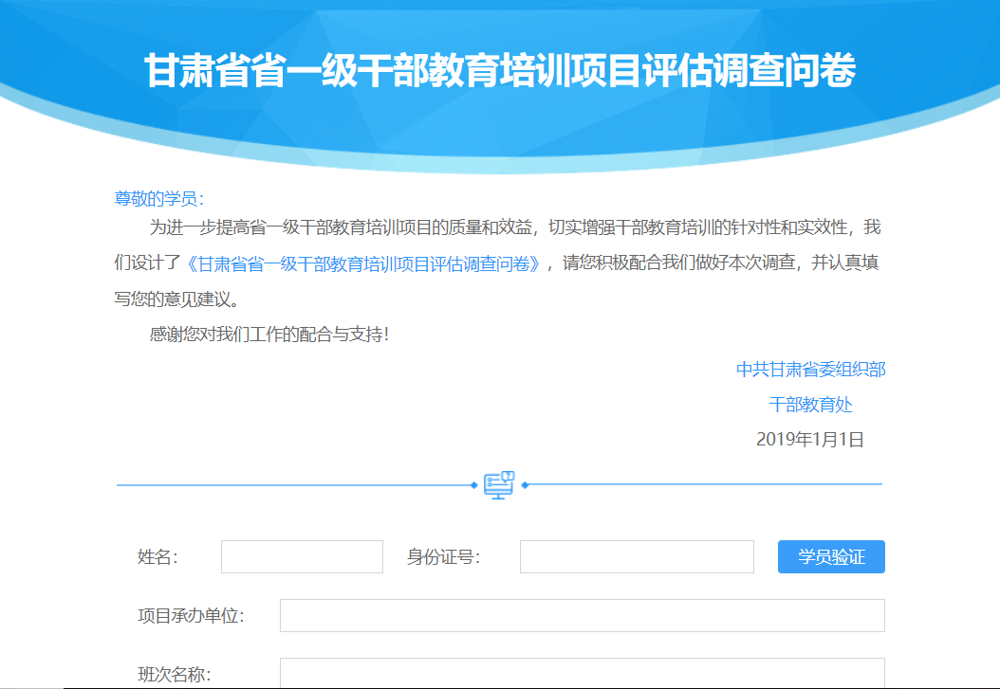 甘肃省省一级干部教育培训项目评估调查问卷
尊敬的学员：
为进一步提高省一级干部教育培训项目的质量和效益，切实增强干部教育培训的针对性和实效性，我
们设计了《甘肃省省一级干部教育培训项目评估调查问卷》，请您积极配合我们做好本次调查，并认真填
写您的意见建议。
感谢您对我们工作的配合与支持！
中共甘肃省委组织部
干部教育处
2019年1月1日
姓名： 身份证号： 学员验证
项目承办单位：
班次名称：